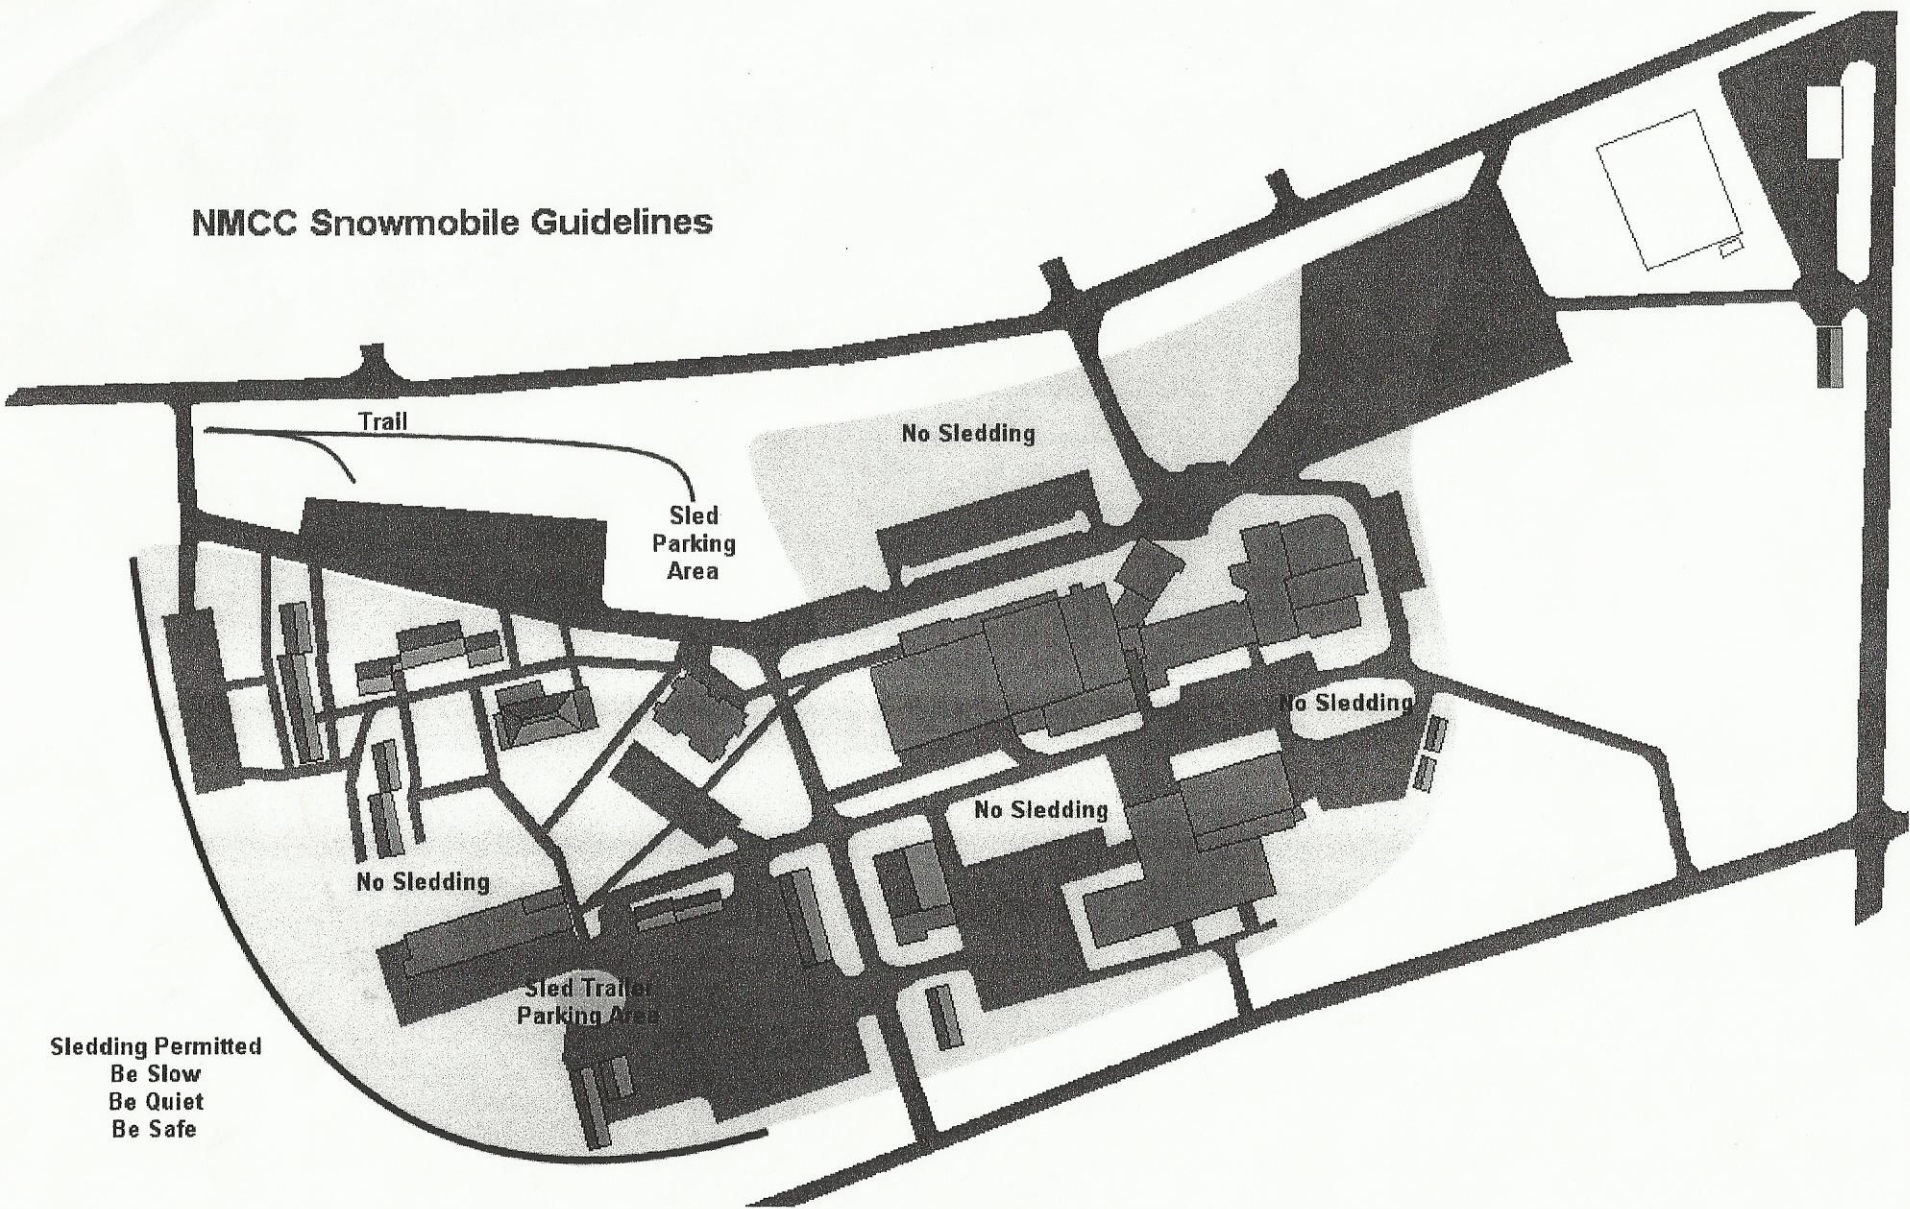 NMCC Snowmobile Guidelines
Trail
No Sledding
Sled
Parking
Area
No Sledding
No Sledding
No Sledding
Sled Trailer
Parking Area
Sledding Permitted
Be Slow
Be Quiet
Be Safe